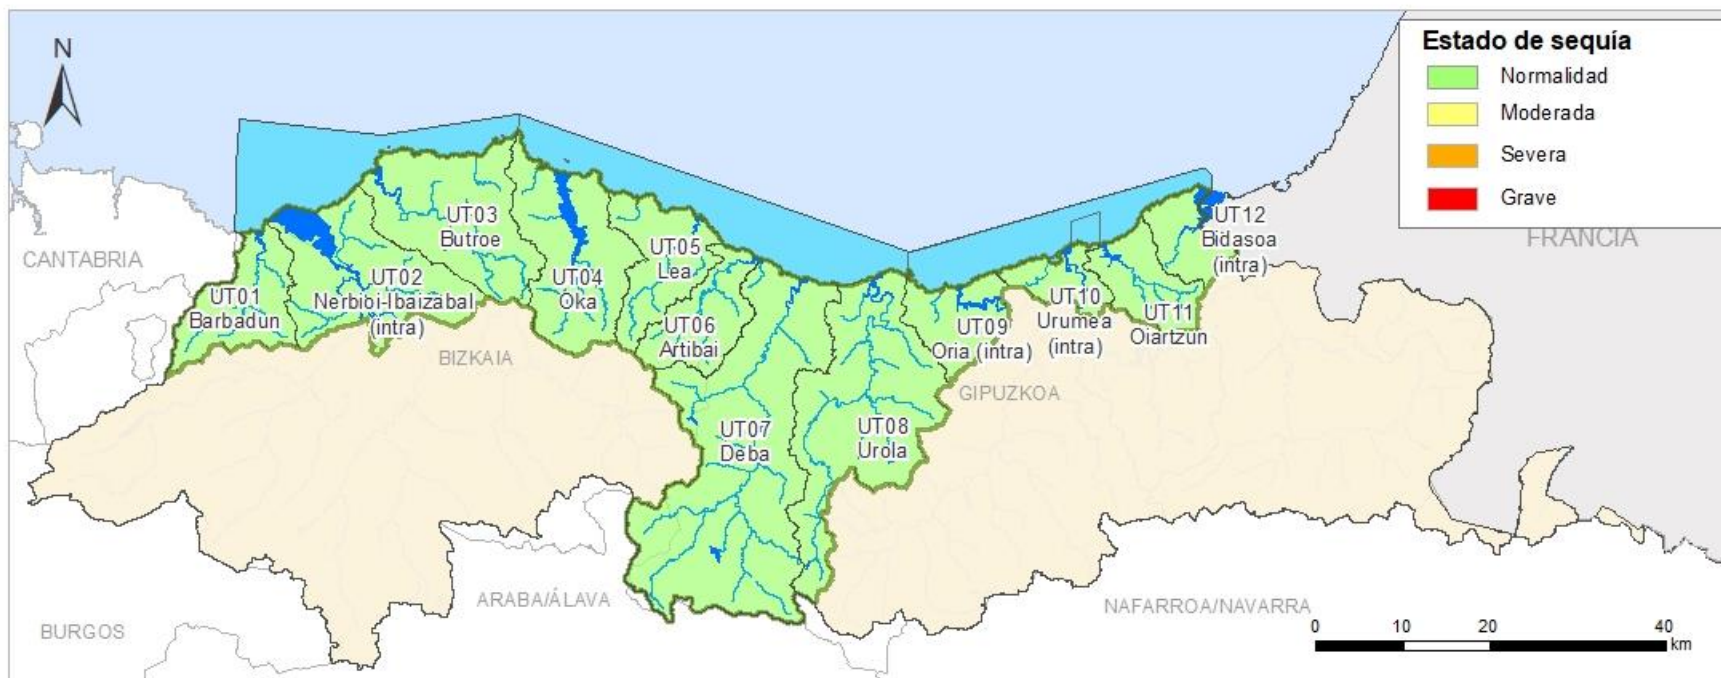 N
Estado de sequía
Normalidad
Moderada
Severa
Grave
FRANCIA
CANTABRIA
UT01
Barbadun
UT02
Nerbioi-Ibaizabal
(intra)
UT03
Butroe
UT04
Oka
UT05
Lea
UT06
Artibai
UT07
Deba
UT08
Urola
UT09
Oria (intra)
UT10
Urumea
(intra)
UT11
Oiartzun
UT12
Bidasoa
(intra)
BIZKAIA
GIPUZKOA
ARABA/ÁLAVA
NAFARROA/NAVARRA
BURGOS
0 10 20 40
km